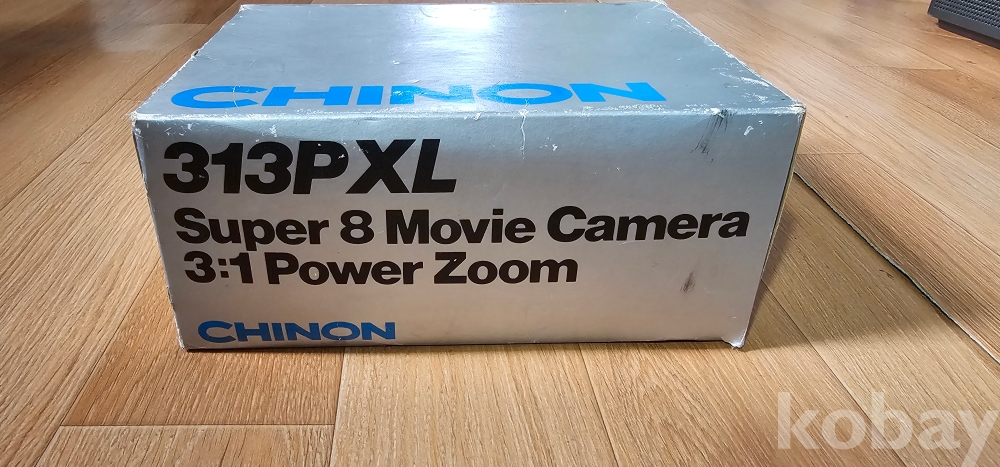 CHINON
313PXL
Super 8 Movie Camera
3:1 Power Zoom
CHINON
kobay